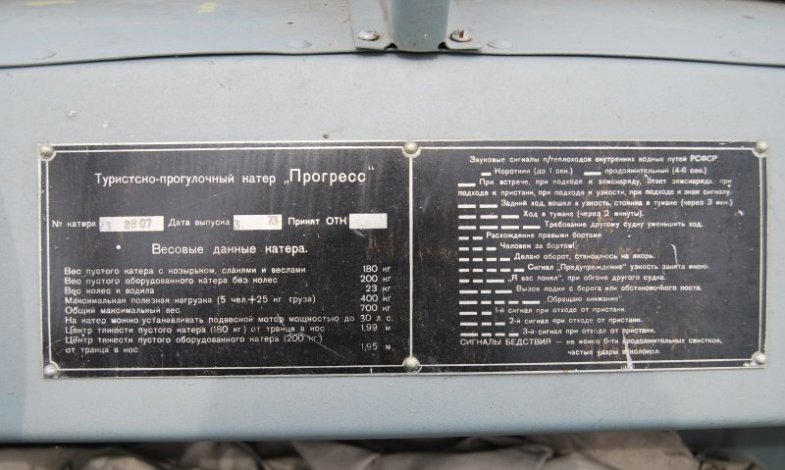 Туристско-прогулочный катер „Прогресс"
№ катера 2807 Дата выпуска 73 Принят ОТК
Весовые данные катера.
Вес пустого катера с козырьком, сланями и веслами 180 кг
Вес пустого оборудованного катера без колес 200 кг
Вес колес и водила 23 кг
Максимальная полезная нагрузка (5 чел+25 кг груза) 400 кг
Общий максимальный вес 700 кг
На катер можно устанавливать подвесной мотор мощностью до 30 л. с.
Центр тяжести пустого катера (180 кг) от транца в нос 1,99 м.
Центр тяжести пустого оборудованного катера (200 кг)
от транца в нос 1,95 м
Звуковые сигналы п/теплоходов внутренних водных путей РСФСР.
Короткий (до 1 сек.) продолжительный (4-6 сек.)
При встрече, при подходе к земснаряду, ответ земснаряда при
подходе к пристани, при подходе к узкости, при подходе к знак сигналу.
Задний ход, вошел в узкость, стоянка в тумане (через 3 мин.)
Ход в тумане (через 2 минуты).
Требование другому судну уменьшить ход.
Расхождение правыми бортами
Человек за бортом!
Делаю оборот, становлюсь на якорь.
Сигнал "Предупреждение" узкость занята мною.
„Я вас понял", при обгоне другого судна.
Вызов лодки с берега или обстановочного поста.
„Обращаю внимание"
1-й сигнал при отходе от пристани.
2-й сигнал при отходе от пристани.
3-й сигнал при отходе от пристани.
СИГНАЛЫ БЕДСТВИЯ — не менее 5-ти продолжительных свистков,
частые удары в колокол.